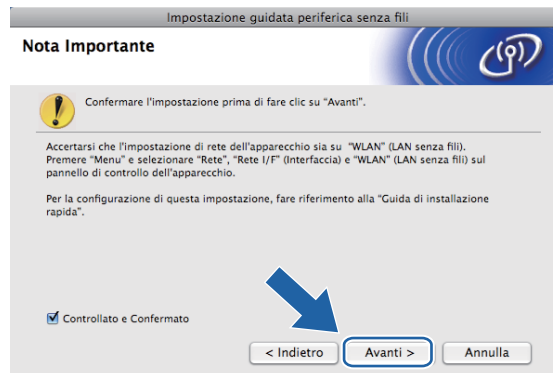 Impostazione guidata periferica senza fili
Nota Importante
Confermare l'impostazione prima di fare clic su "Avanti".
Accertarsi che l'impostazione di rete dell'apparecchio sia su "WLAN" (LAN senza fili).
Premere "Menu" e selezionare "Rete", "Rete I/F" (Interfaccia) e "WLAN" (LAN senza fili) sul
pannello di controllo dell'apparecchio.
Per la configurazione di questa impostazione, fare riferimento alla "Guida di installazione
rapida".
Controllato e Confermato
< Indietro
Avanti >
Annulla